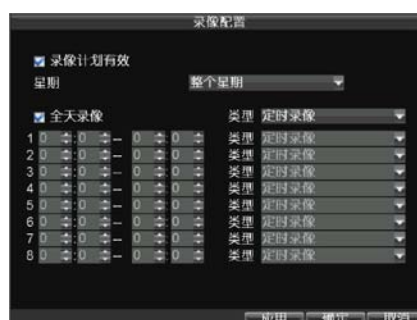 录像配置
录像计划有效
星期 整个星期
全天录像 类型 定时录像
1 0 : 0 -- 0 : 0 类型 定时录像
2 0 : 0 -- 0 : 0 类型 定时录像
3 0 : 0 -- 0 : 0 类型 定时录像
4 0 : 0 -- 0 : 0 类型 定时录像
5 0 : 0 -- 0 : 0 类型 定时录像
6 0 : 0 -- 0 : 0 类型 定时录像
7 0 : 0 -- 0 : 0 类型 定时录像
8 0 : 0 -- 0 : 0 类型 定时录像
应用 确定 取消